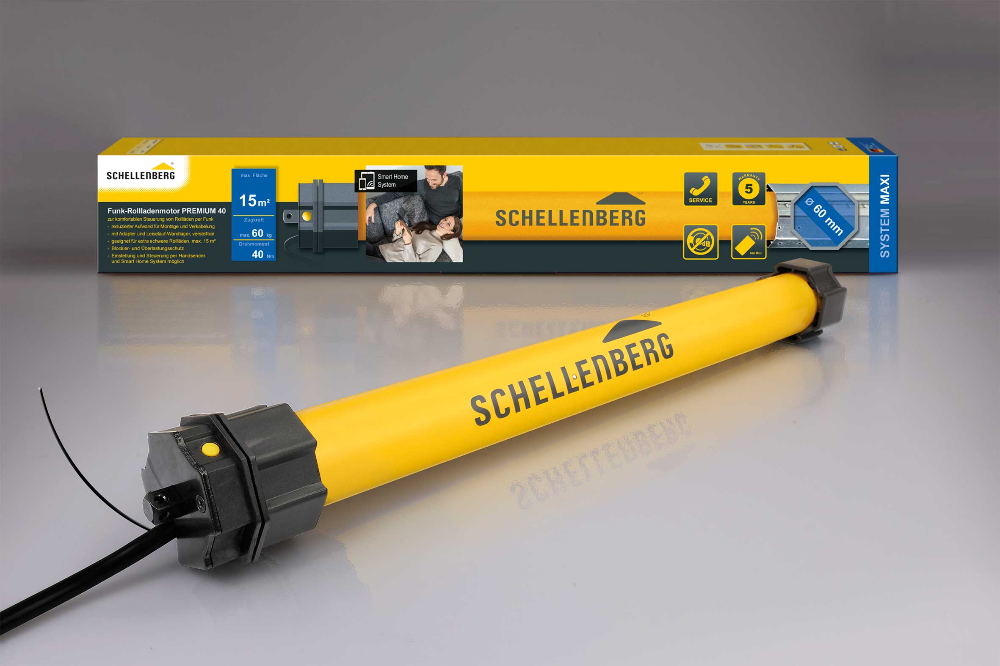 SCHELLENBERG
®
Funk-Rollladenmotor PREMIUM 40
zur komfortablen Steuerung von Rolläden per Funk
- reduzierter Aufwand für Montage und Verkabelung
- mit Adapter und Leiselauf-Wandlager, verstellbar
- geeignet für extra schwere Rolläden, max. 15 m²
- Blockier- und Überlastungsschutz
- Einstellung und Steuerung per Handsender
und Smart Home System möglich
max. Fläche
15 m²
Zugkraft
max. 60 kg
Drehmoment
40 Nm
Smart Home
System
SCHELLENBERG
SERVICE
WARRANTY
5
YEARS
dB
868 MHz
Ø 60 mm
SYSTEM MAXI
SCHELLENBERG